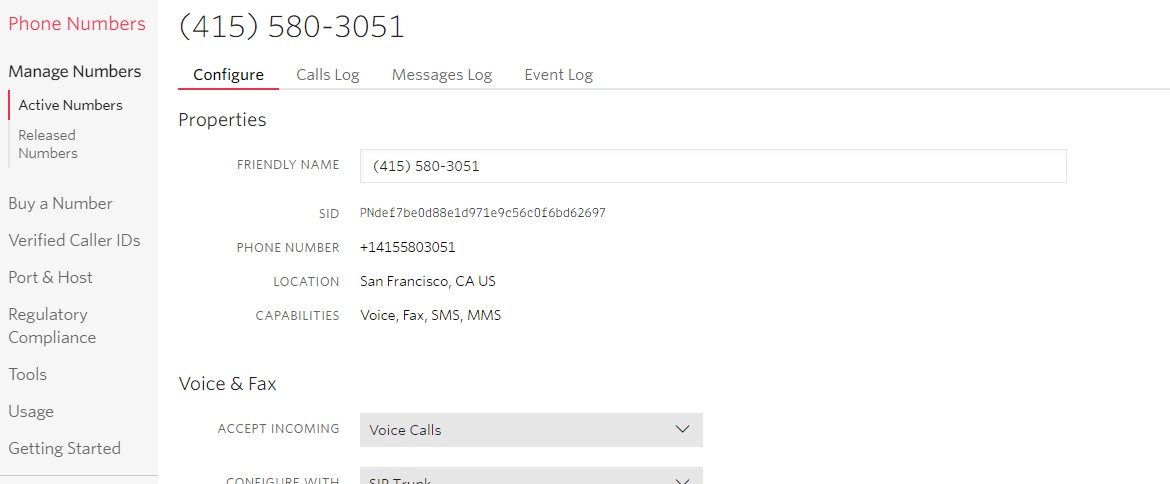 Phone Numbers
Manage Numbers
Active Numbers
Released
Numbers
Buy a Number
Verified Caller IDs
Port & Host
Regulatory
Compliance
Tools
Usage
Getting Started
(415) 580-3051
Configure Calls Log Messages Log Event Log
Properties
FRIENDLY NAME (415) 580-3051
SID PNdef7be0d88e1d971e9c56c0f6bd62697
PHONE NUMBER +14155803051
LOCATION San Francisco, CA US
CAPABILITIES Voice, Fax, SMS, MMS
Voice & Fax
ACCEPT INCOMING Voice Calls
CONFIGURE WITH SIP Trunk